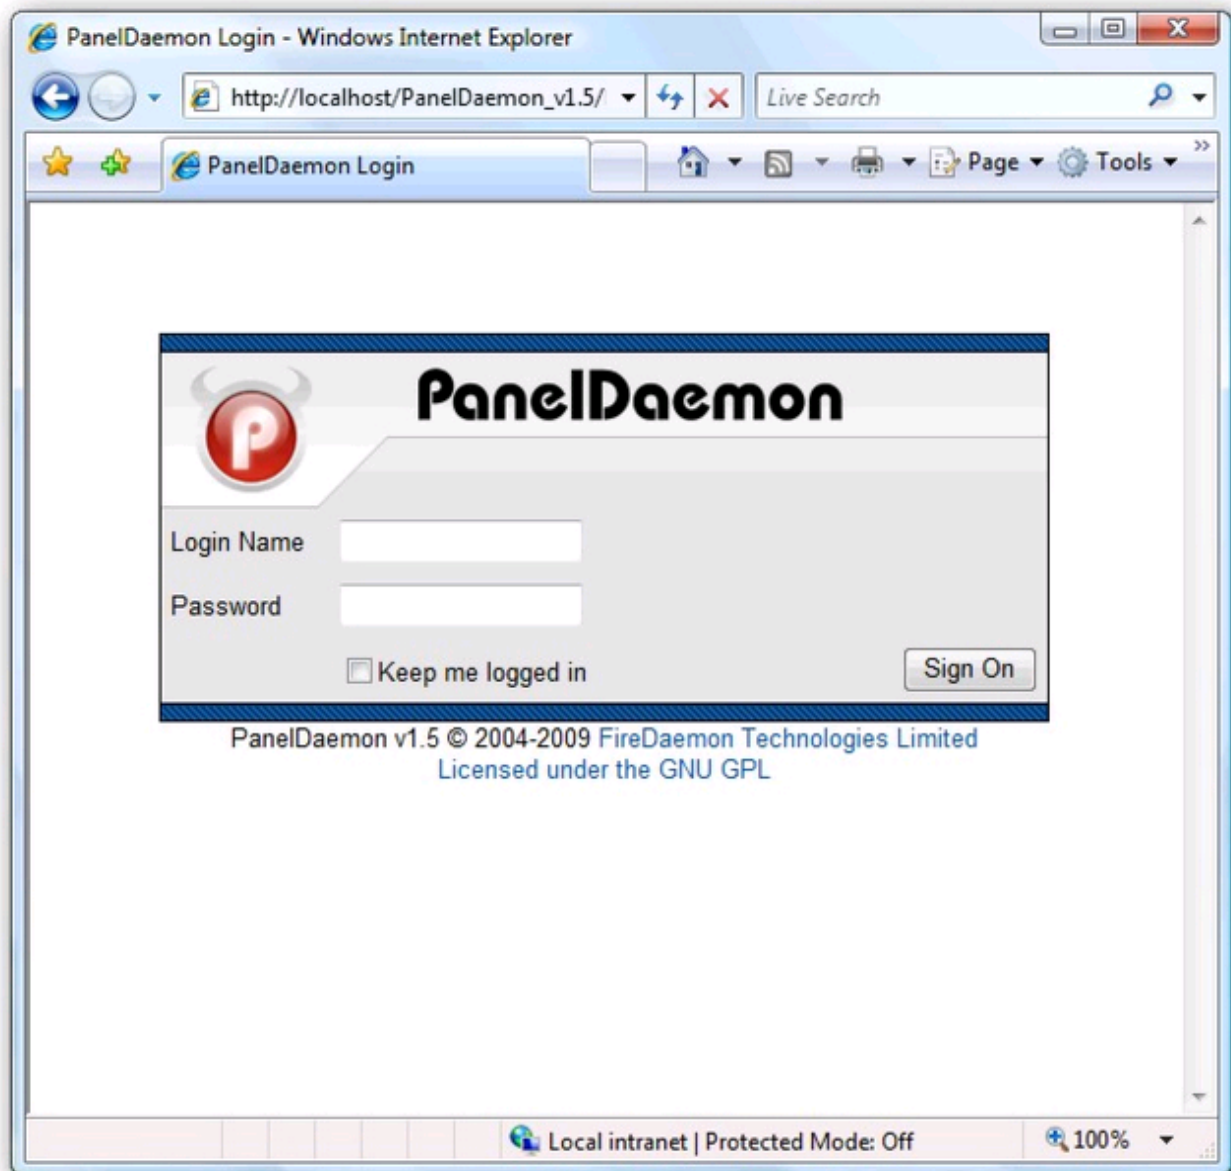 PanelDaemon Login - Windows Internet Explorer
http://localhost/PanelDaemon_v1.5/
Live Search
PanelDaemon Login
Page
Tools
P
PanelDaemon
Login Name
Password
Keep me logged in
Sign On
PanelDaemon v1.5 © 2004-2009 FireDaemon Technologies Limited
Licensed under the GNU GPL
Local intranet | Protected Mode: Off
100%